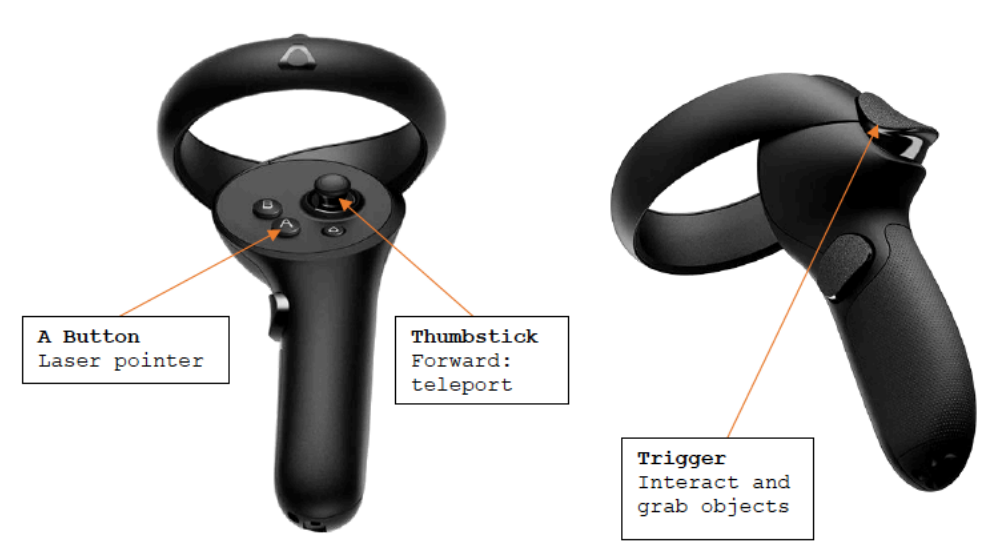 B
A
A Button
Laser pointer
Thumbstick
Forward:
teleport
Trigger
Interact and
grab objects